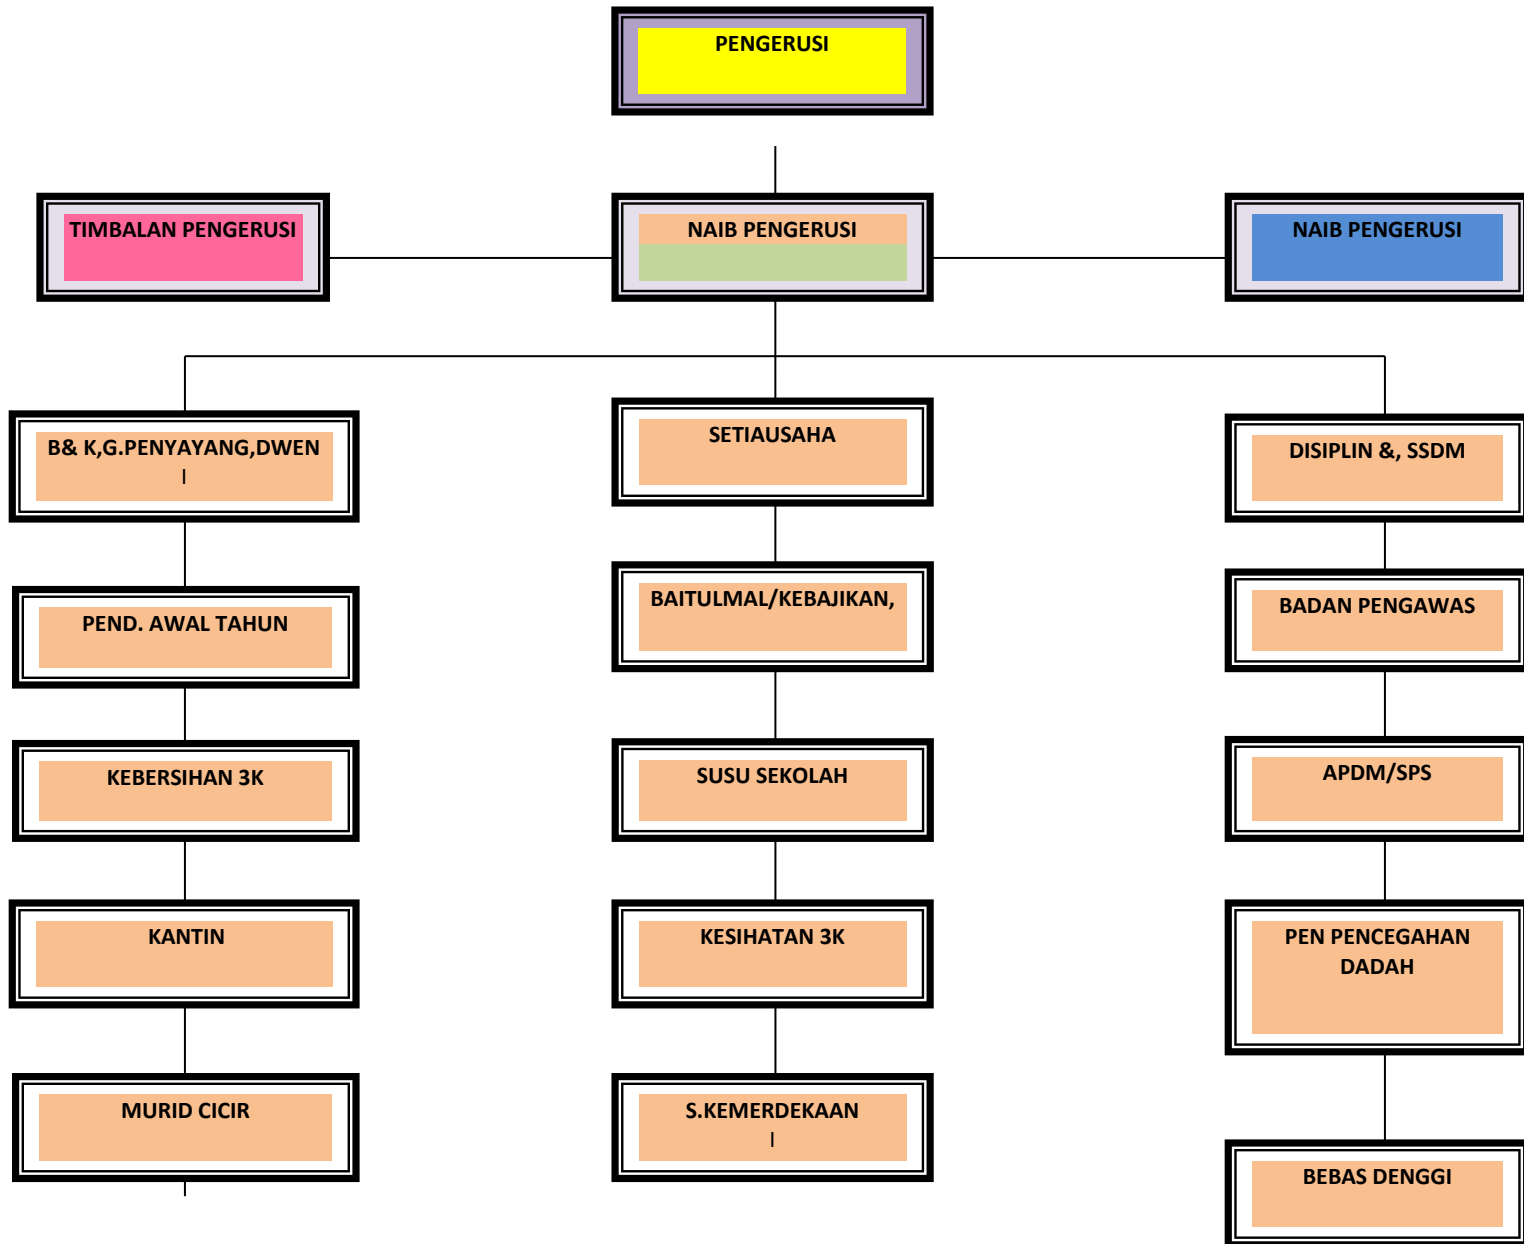 PENGERUSI
TIMBALAN PENGERUSI
NAIB PENGERUSI
NAIB PENGERUSI
B& K,G.PENYAYANG,DWEN
I
SETIAUSAHA
DISIPLIN &, SSDM
PEND. AWAL TAHUN
BAITULMAL/KEBAJIKAN,
BADAN PENGAWAS
KEBERSIHAN 3K
SUSU SEKOLAH
APDM/SPS
KANTIN
KESIHATAN 3K
PEN PENCEGAHAN
DADAH
MURID CICIR
S.KEMERDEKAAN
I
BEBAS DENGGI